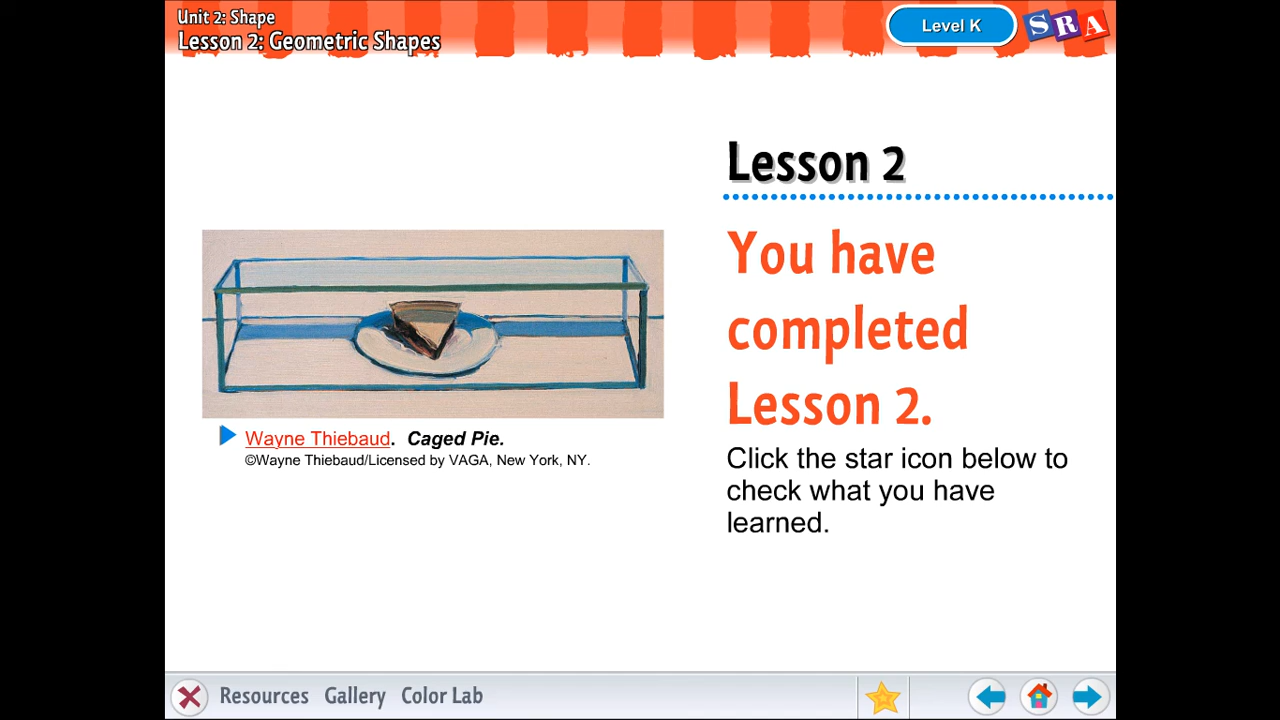 Unit 2: Shape
Lesson 2: Geometric Shapes
Level K
SRA
Lesson 2
You have
completed
Lesson 2.
Click the star icon below to
check what you have
learned.
Wayne Thiebaud. Caged Pie.
©Wayne Thiebaud/Licensed by VAGA, New York, NY.
Resources Gallery Color Lab